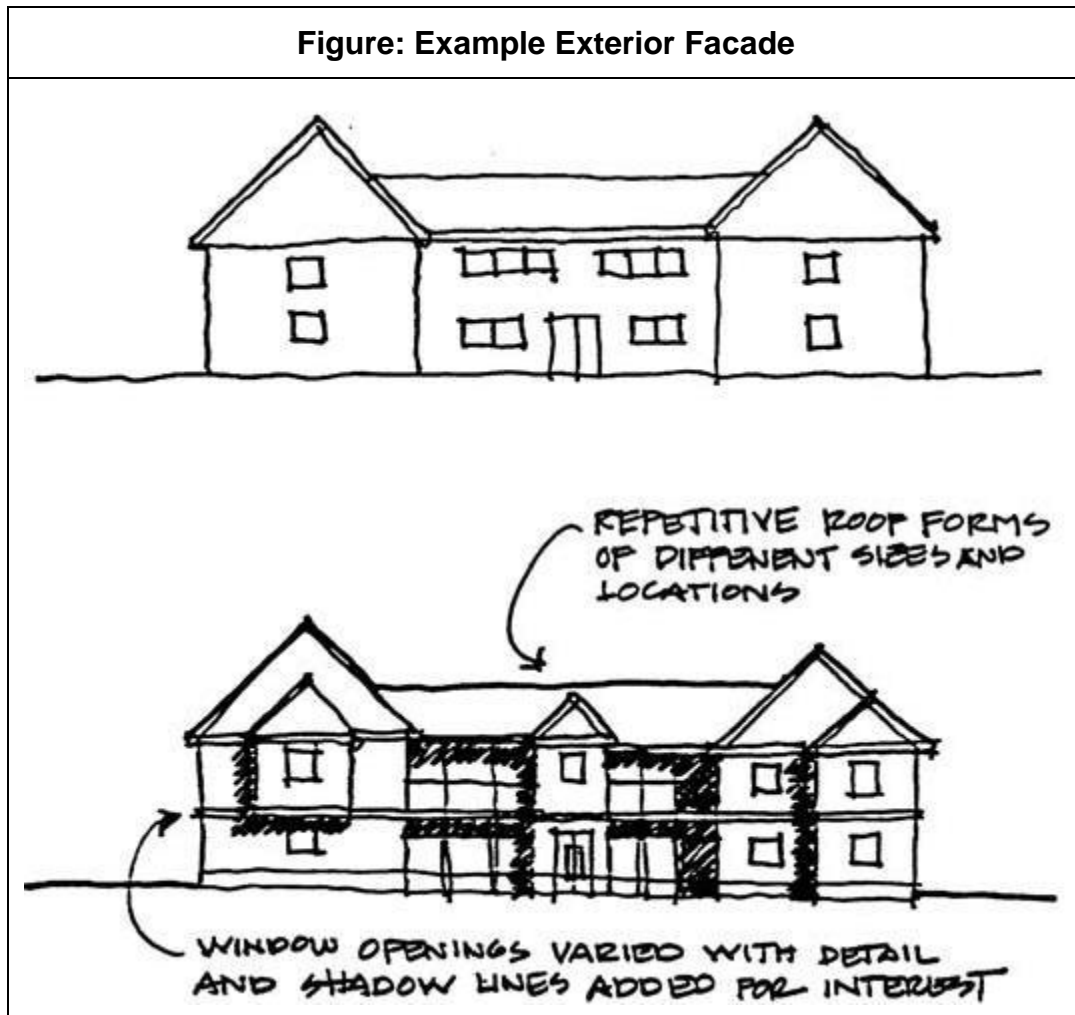 Figure: Example Exterior Facade
REPETITIVE ROOF FORMS
OF DIFFERENT SIZES AND
LOCATIONS
WINDOW OPENINGS VARIED WITH DETAIL
AND SHADOW LINES ADDED FOR INTEREST